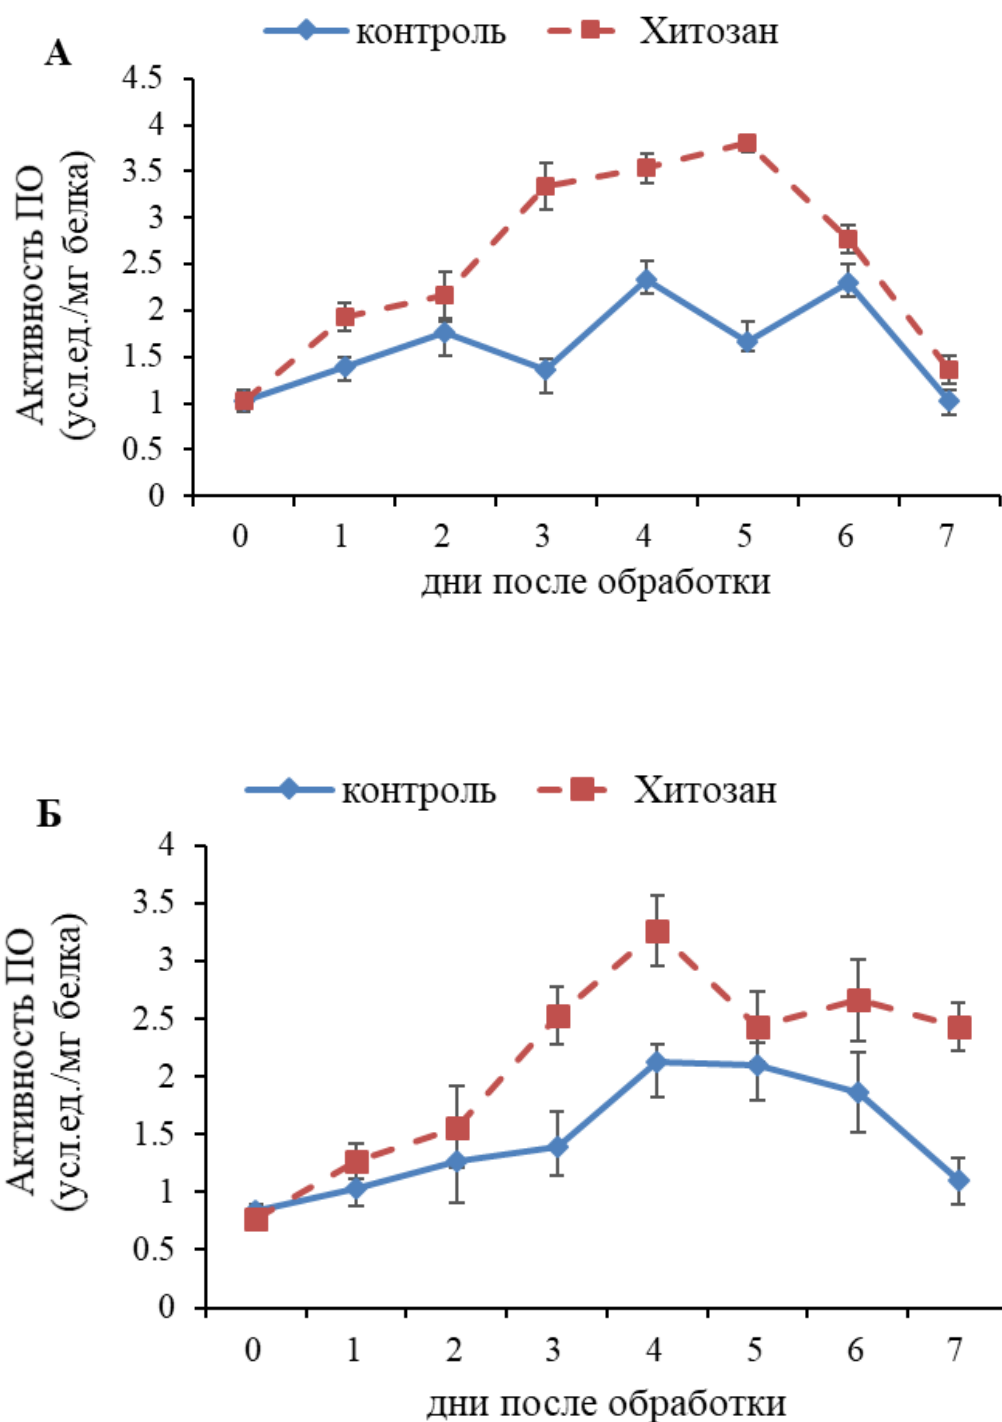 контроль Хитозан
А
4.5
4
3.5
3
2.5
2
1.5
1
0.5
0
Активность ПО
(усл.ед./мг белка)
0 1 2 3 4 5 6 7
дни после обработки
контроль Хитозан
Б
4
3.5
3
2.5
2
1.5
1
0.5
0
Активность ПО
(усл.ед./мг белка)
0 1 2 3 4 5 6 7
дни после обработки